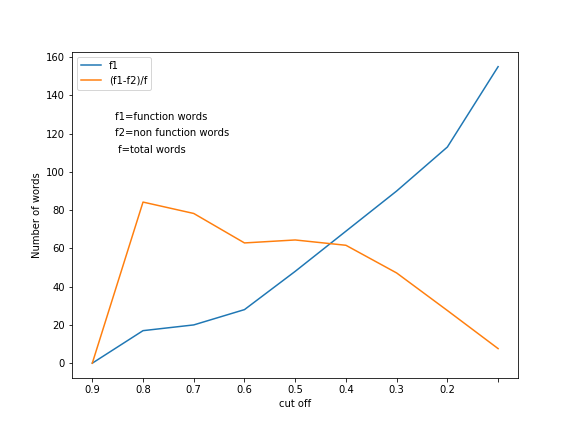 f1
(f1-f2)/f
f1=function words
f2=non function words
f=total words
160
140
120
100
80
60
40
20
0
Number of words
0.9 0.8 0.7 0.6 0.5 0.4 0.3 0.2
cut off